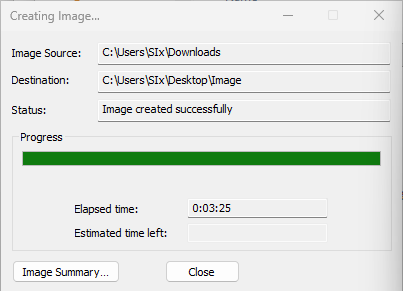 Creating Image...
Image Source: C:\Users\SIx\Downloads
Destination: C:\Users\SIx\Desktop\Image
Status: Image created successfully
Progress
Elapsed time: 0:03:25
Estimated time left:
Image Summary... Close